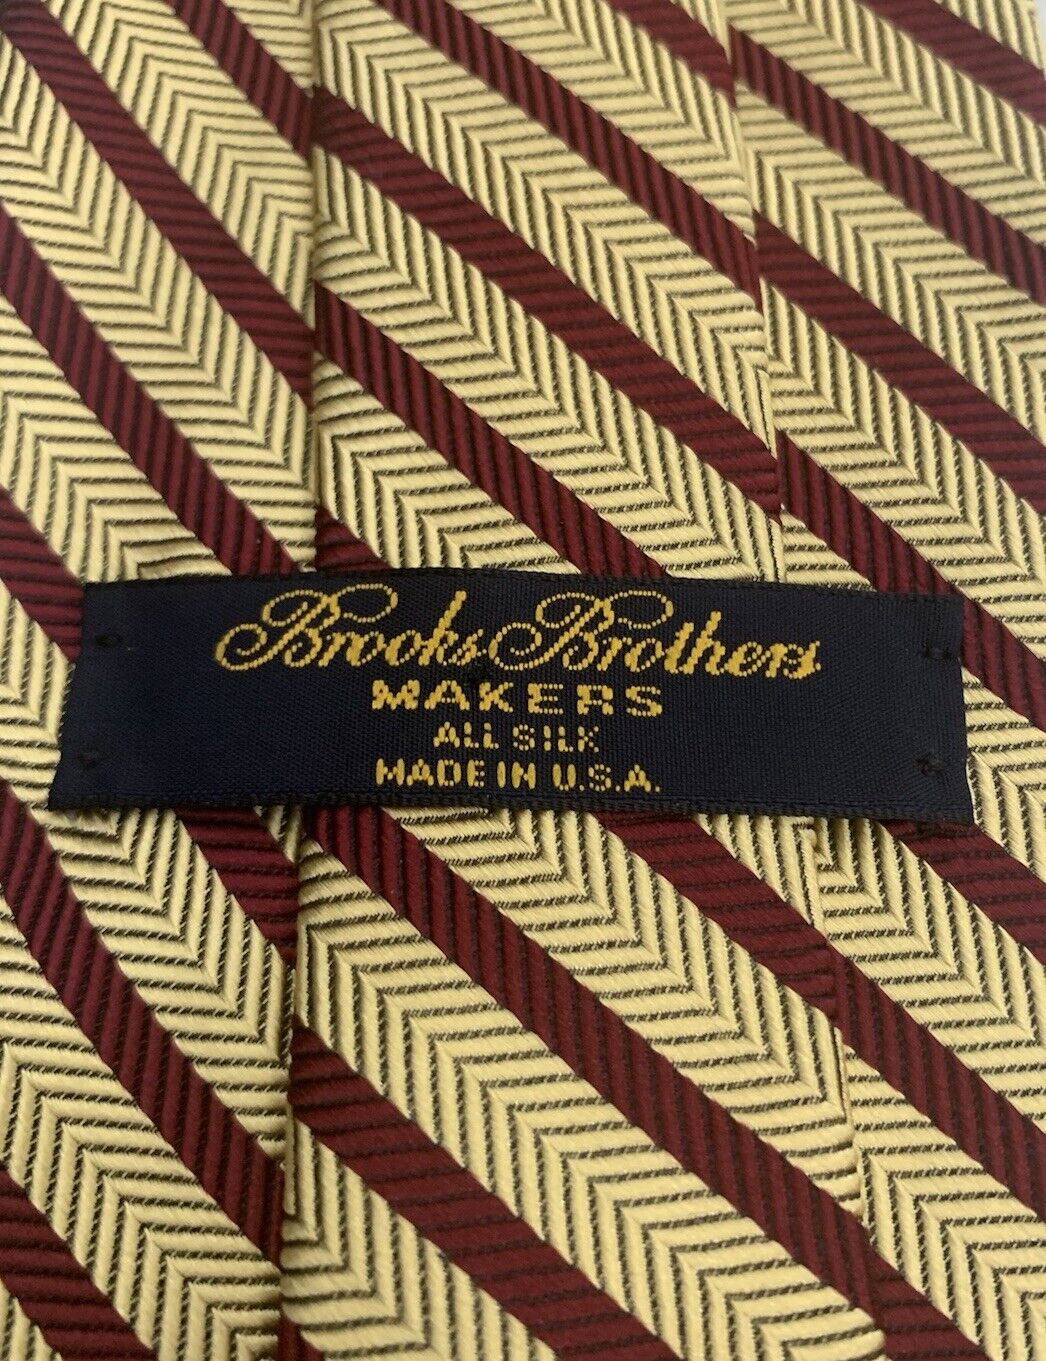 Brooks Brothers
MAKERS
ALL SILK
MADE IN U.S.A.